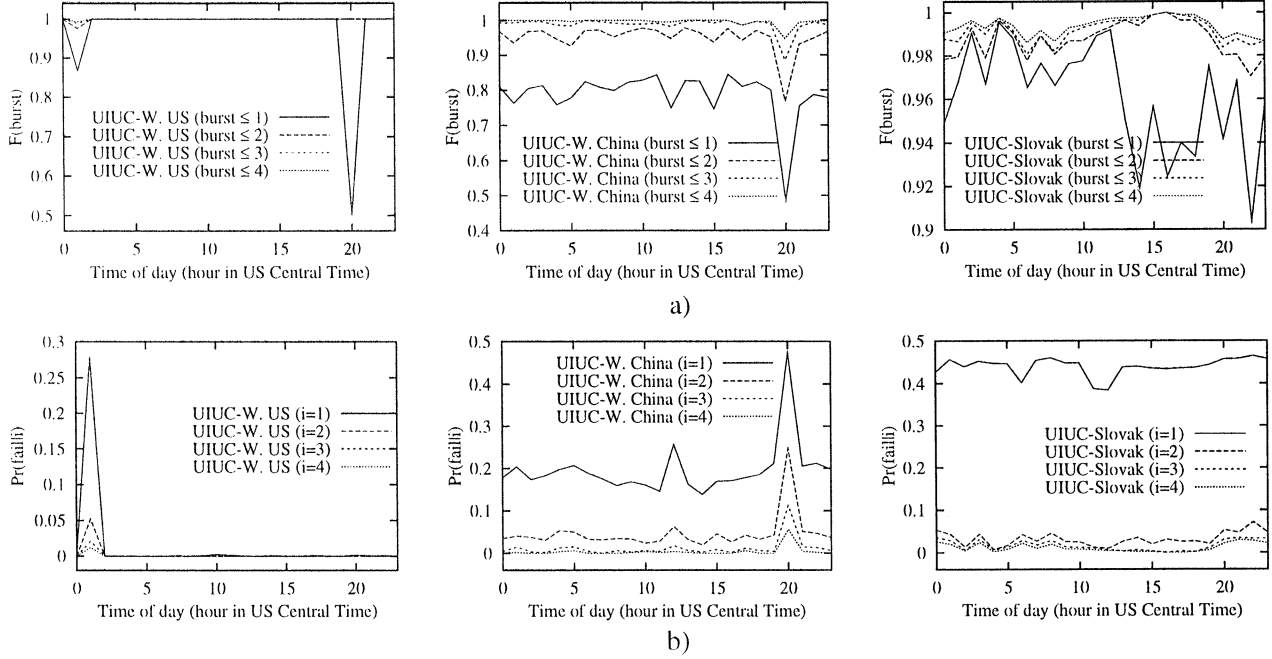 F(burst)
1
0.9
0.8
0.7
0.6
0.5
UIUC-W. US (burst ≤ 1)
UIUC-W. US (burst ≤ 2)
UIUC-W. US (burst ≤ 3)
UIUC-W. US (burst ≤ 4)
0 5 10 15 20
Time of day (hour in US Central Time)
F(burst)
1
0.9
0.8
0.7
0.6
0.5
0.4
UIUC-W. China (burst ≤ 1)
UIUC-W. China (burst ≤ 2)
UIUC-W. China (burst ≤ 3)
UIUC-W. China (burst ≤ 4)
0 5 10 15 20
Time of day (hour in US Central Time)
F(burst)
1
0.98
0.96
0.94
0.92
0.9
UIUC-Slovak (burst ≤ 1)
UIUC-Slovak (burst ≤ 2)
UIUC-Slovak (burst ≤ 3)
UIUC-Slovak (burst ≤ 4)
0 5 10 15 20
Time of day (hour in US Central Time)
a)
Pr(failli)
0.3
0.25
0.2
0.15
0.1
0.05
0
UIUC-W. US (i=1)
UIUC-W. US (i=2)
UIUC-W. US (i=3)
UIUC-W. US (i=4)
0 5 10 15 20
Time of day (hour in US Central Time)
Pr(failli)
0.5
0.4
0.3
0.2
0.1
0
UIUC-W. China (i=1)
UIUC-W. China (i=2)
UIUC-W. China (i=3)
UIUC-W. China (i=4)
0 5 10 15 20
Time of day (hour in US Central Time)
Pr(failli)
0.5
0.4
0.3
0.2
0.1
0
UIUC-Slovak (i=1)
UIUC-Slovak (i=2)
UIUC-Slovak (i=3)
UIUC-Slovak (i=4)
0 5 10 15 20
Time of day (hour in US Central Time)
b)